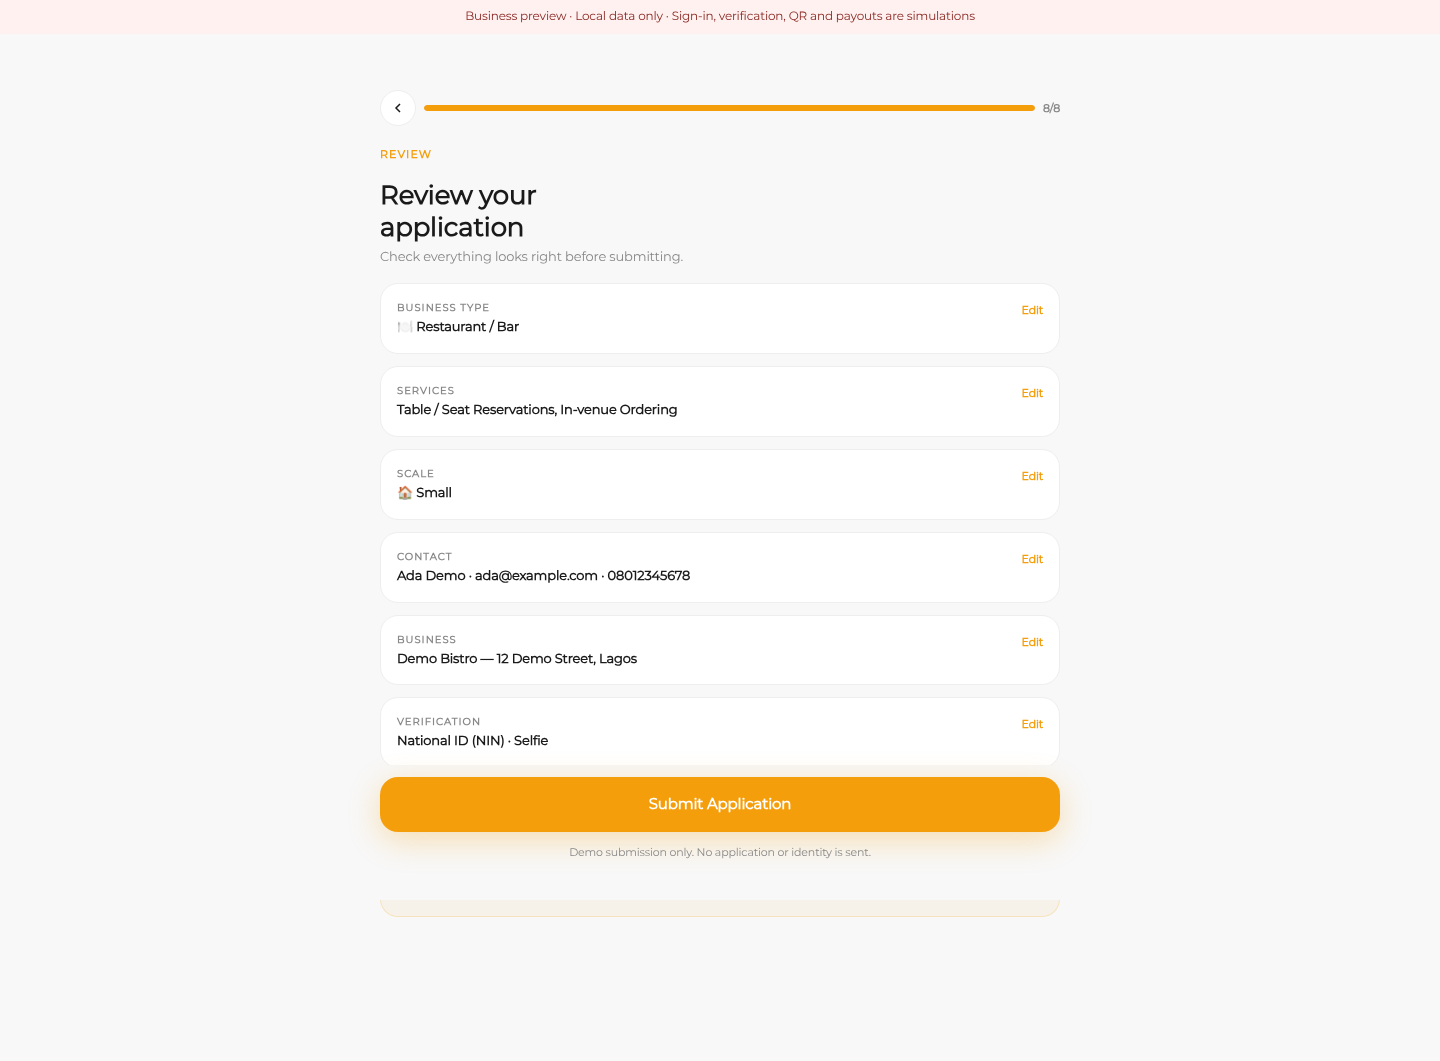 Business preview · Local data only · Sign-in, verification, QR and payouts are simulations
8/8
REVIEW
Review your
application
Check everything looks right before submitting.
BUSINESS TYPE
Edit
🍽️ Restaurant / Bar
SERVICES
Edit
Table / Seat Reservations, In-venue Ordering
SCALE
Edit
🏠 Small
CONTACT
Edit
Ada Demo · ada@example.com · 08012345678
BUSINESS
Edit
Demo Bistro — 12 Demo Street, Lagos
VERIFICATION
Edit
National ID (NIN) · Selfie
Submit Application
Demo submission only. No application or identity is sent.